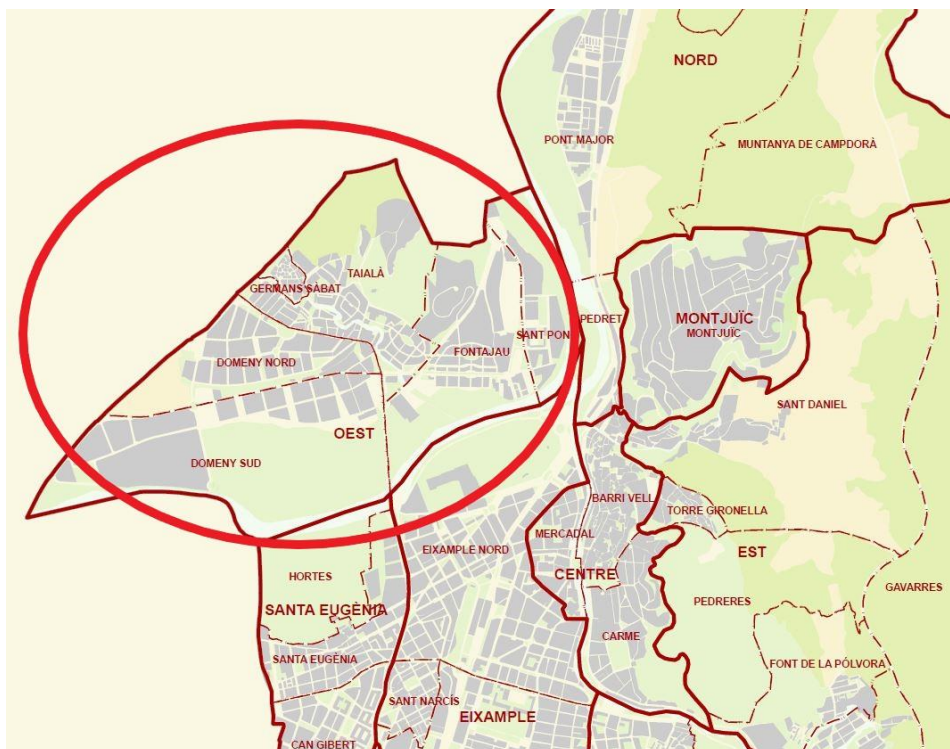 NORD
PONT MAJOR
MUNTANYA DE CAMPDORÀ
TAIALÀ
GERMANS SABAT
PEDRET
MONTJUÏC
MONTJUÏC
SANT PON
FONTAJAU
DOMENY NORD
SANT DANIEL
OEST
DOMENY SUD
BARRI VELL
TORRE GIRONELLA
MERCADAL
EIXAMPLE NORD
EST
CENTRE
HORTES
GAVARRES
PEDRERES
SANTA EUGÈNIA
CARME
SANTA EUGÈNIA
FONT DE LA PÓLVORA
SANT NARCÍS
EIXAMPLE
CAN GIBERT